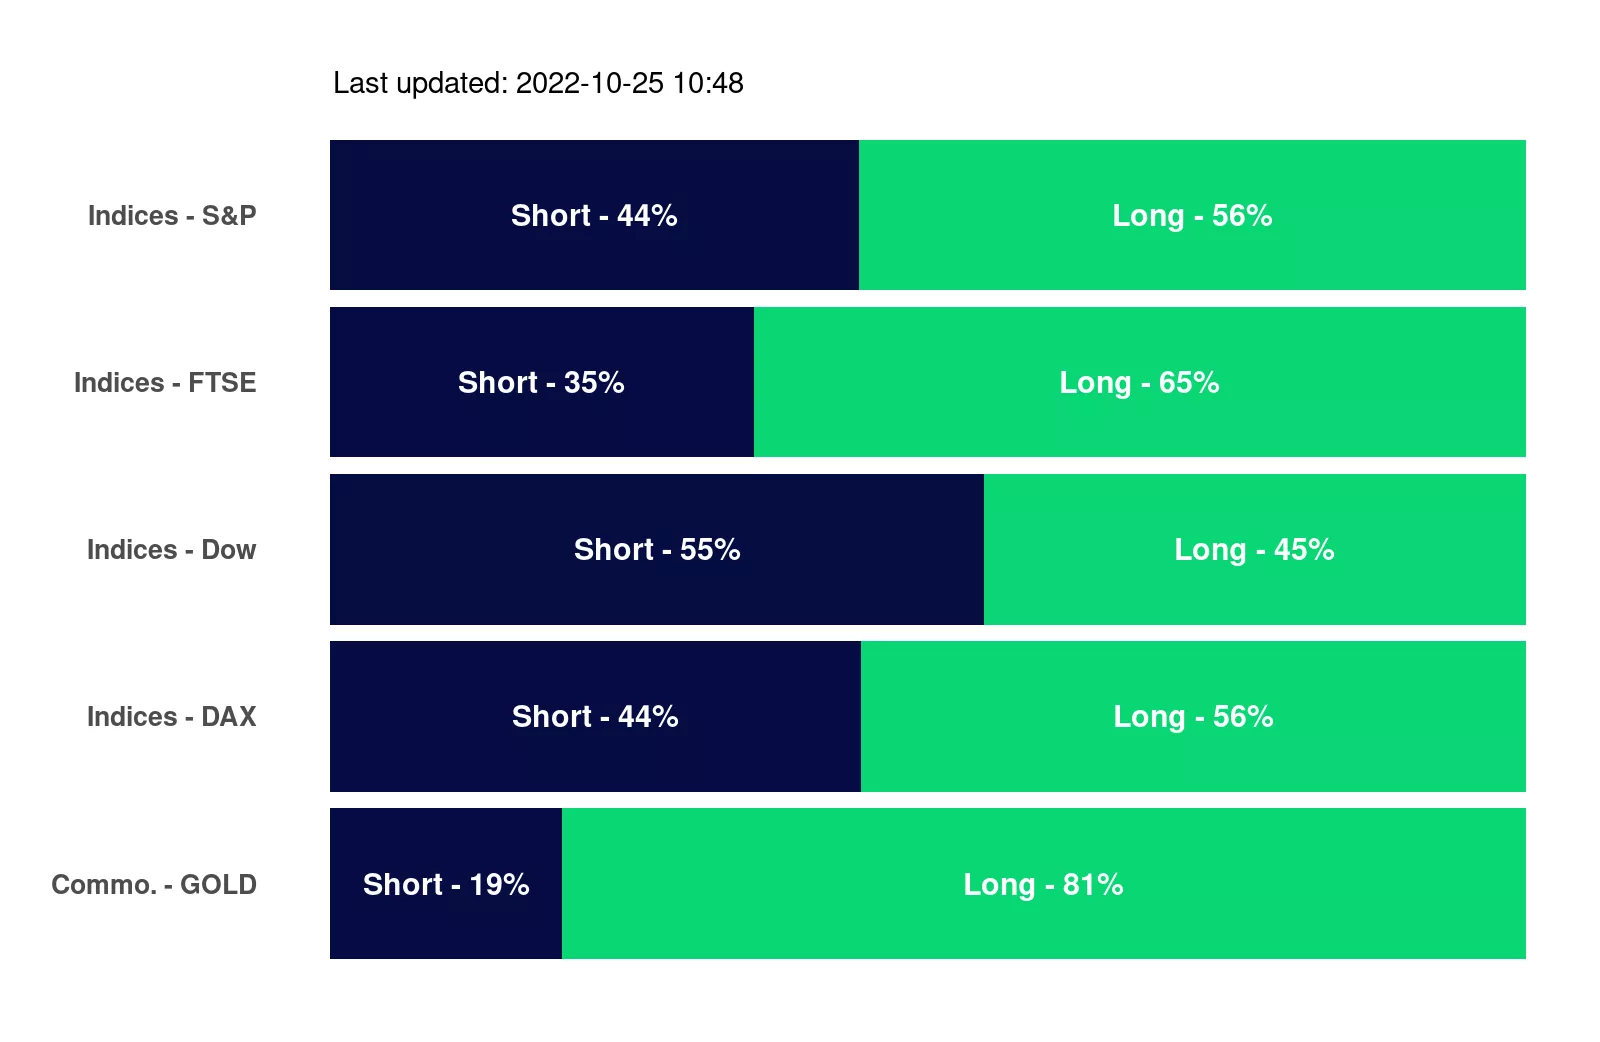 Last updated: 2022-10-25 10:48
Indices - S&P Short - 44% Long - 56%
Indices - FTSE Short - 35% Long - 65%
Indices - Dow Short - 55% Long - 45%
Indices - DAX Short - 44% Long - 56%
Commo. - GOLD Short - 19% Long - 81%